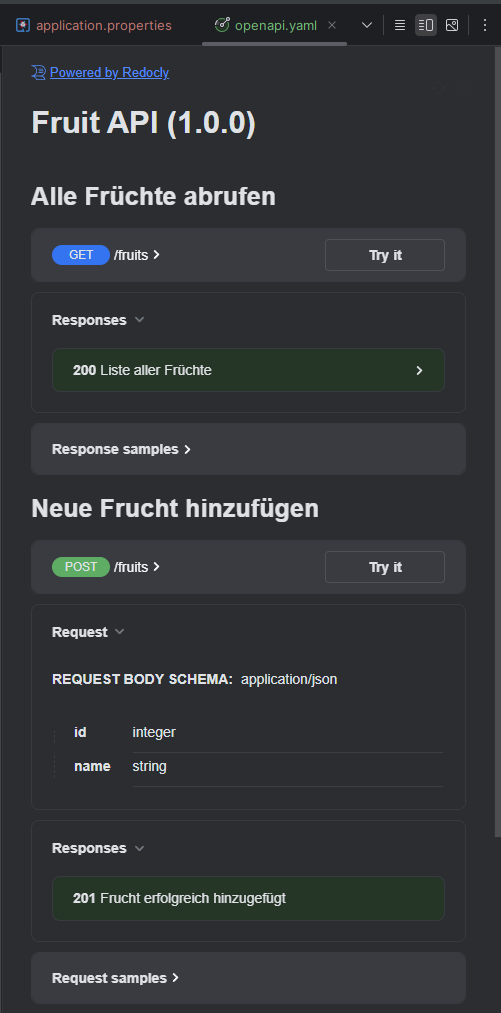 application.properties
openapi.yaml
Powered by Redocly
Fruit API (1.0.0)
Alle Früchte abrufen
GET /fruits Try it
Responses
200 Liste aller Früchte
Response samples
Neue Frucht hinzufügen
POST /fruits Try it
Request
REQUEST BODY SCHEMA: application/json
id integer
name string
Responses
201 Frucht erfolgreich hinzugefügt
Request samples